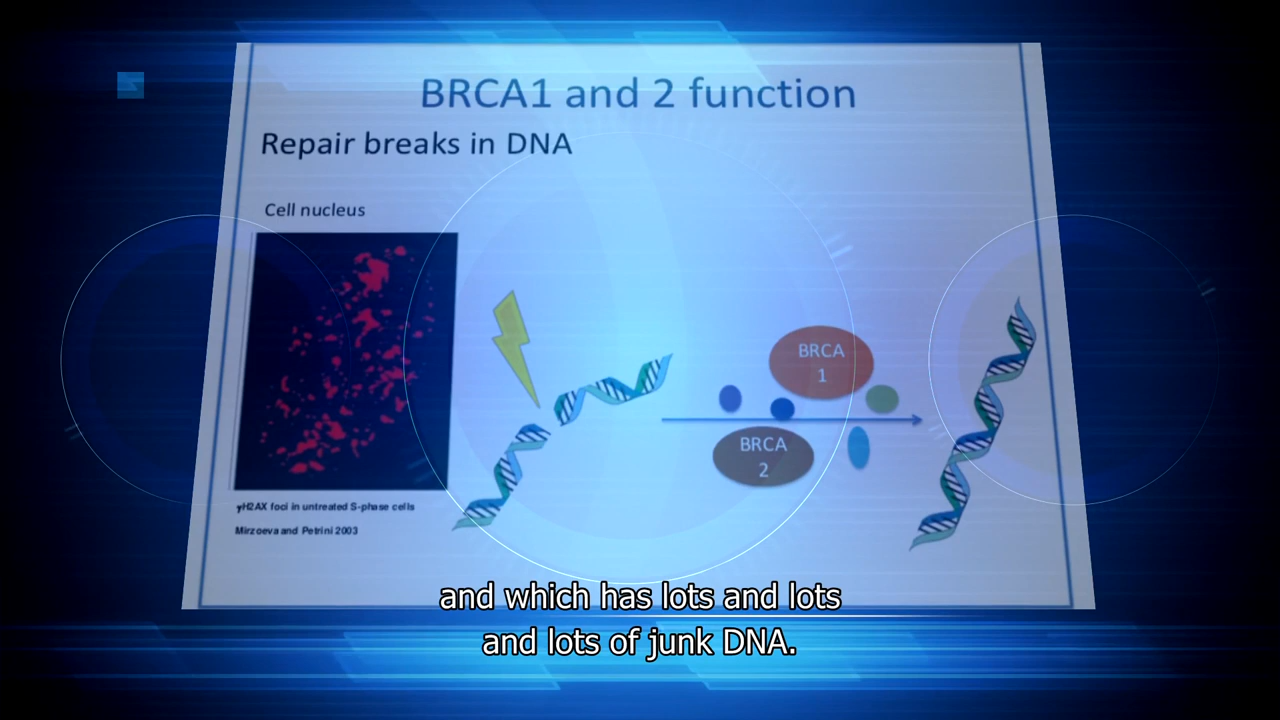 BRCA1 and 2 function
Repair breaks in DNA
Cell nucleus
BRCA
1
BRCA
2
γH2AX foci in untreated S-phase cells
Mirzoeva and Petrini 2003
and which has lots and lots
and lots of junk DNA.